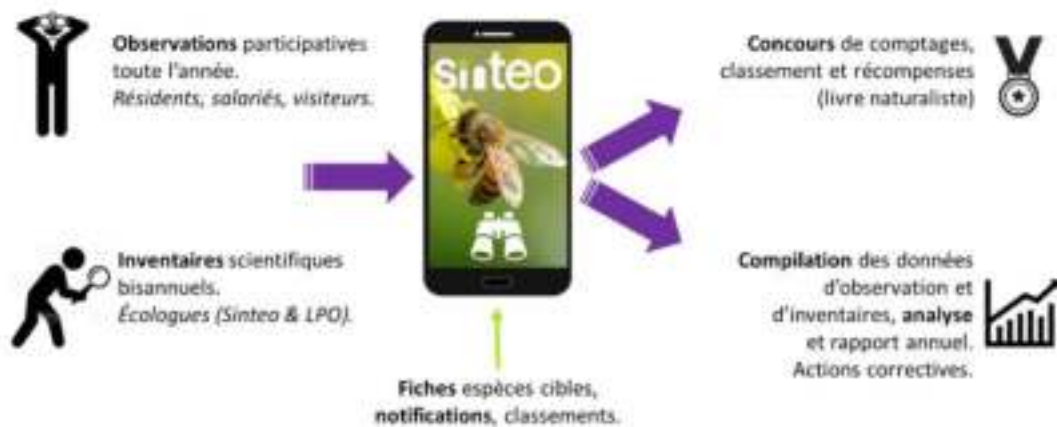 Observations participatives
toute l'année.
Résidents, salariés, visiteurs.
Inventaires scientifiques
bisannuels.
Écologues (Sinteo & LPO).
sinteo
Fiches espèces cibles,
notifications, classements.
Concours de comptages,
classement et récompenses
(livre naturaliste)
Compilation des données
d'observation et
d'inventaires, analyse
et rapport annuel.
Actions correctives.